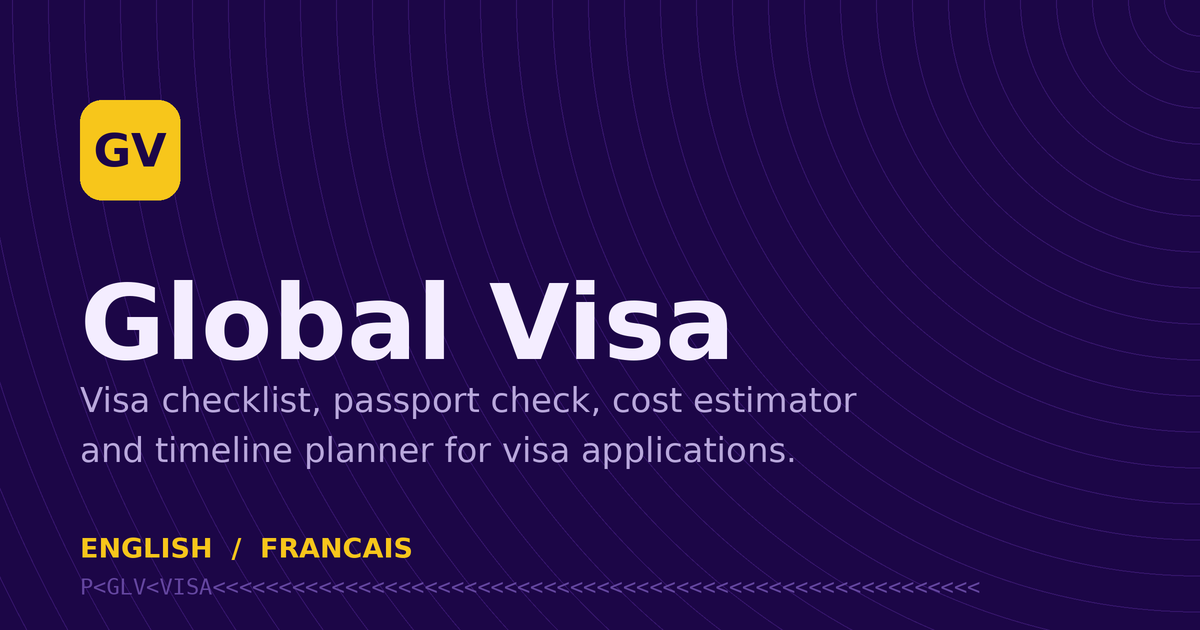 GV
Global Visa
Visa checklist, passport check, cost estimator
and timeline planner for visa applications.
ENGLISH / FRANCAIS
P<GLV<VISA<<<<<<<<<<<<<<<<<<<<<<<<<<<<<<<<<<<<<<<<<<<<<<<<<<<<<<<<<<